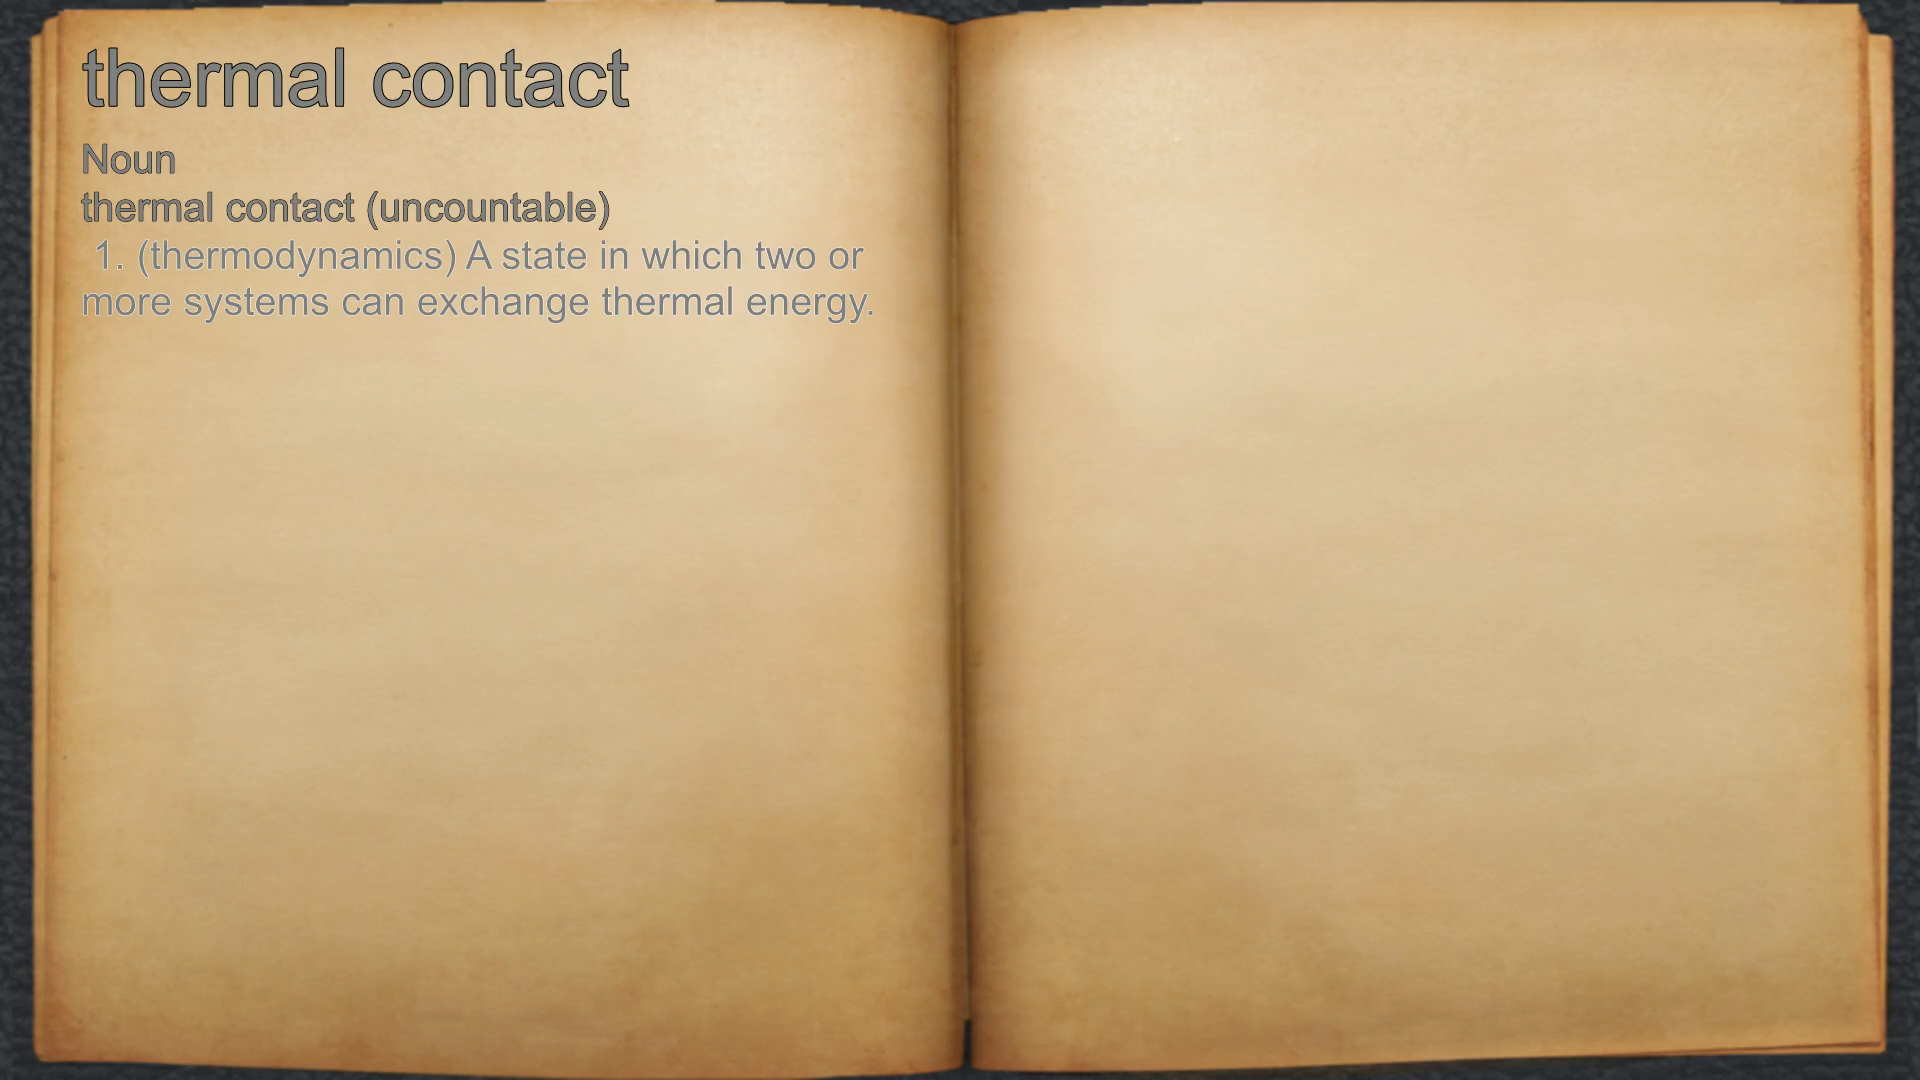 thermal contact
Noun
thermal contact (uncountable)
1. (thermodynamics) A state in which two or
more systems can exchange thermal energy.